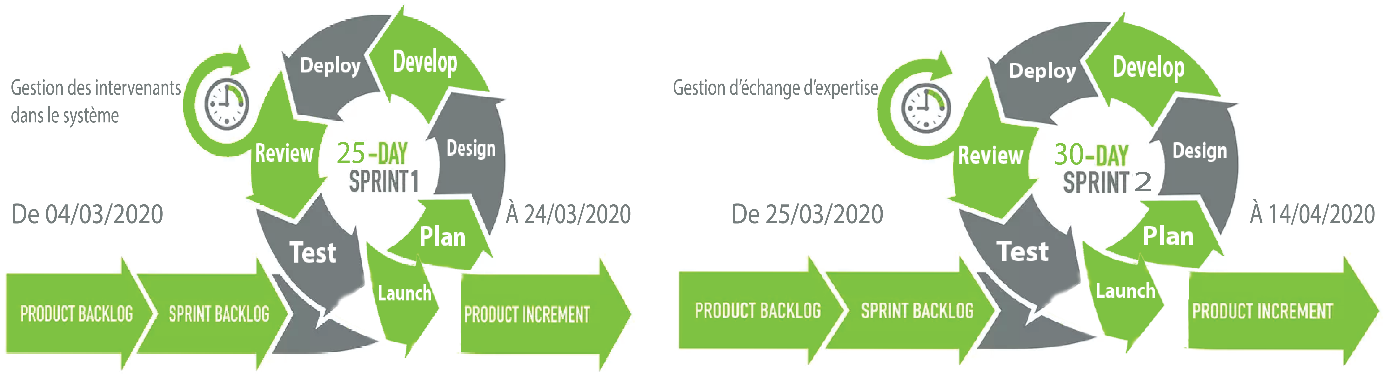 Gestion des intervenants
dans le système
Deploy
Develop
Design
Review
25-DAY
SPRINT1
De 04/03/2020
À 24/03/2020
Test
Plan
Launch
PRODUCT BACKLOG
SPRINT BACKLOG
PRODUCT INCREMENT
Gestion d'échange d'expertise
Deploy
Develop
Design
Review
30-DAY
SPRINT 2
De 25/03/2020
À 14/04/2020
Test
Plan
Launch
PRODUCT BACKLOG
SPRINT BACKLOG
PRODUCT INCREMENT